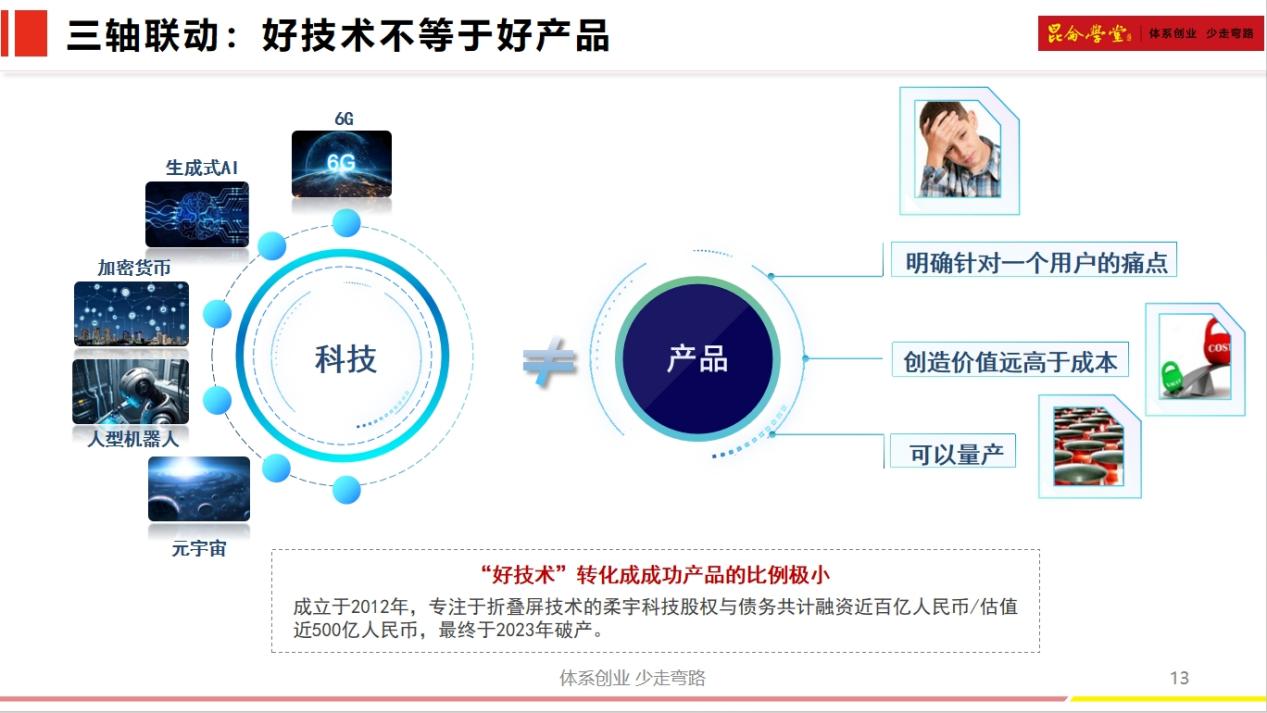 三轴联动：好技术不等于好产品
昆仑学堂
体系创业 少走弯路
6G
6G
生成式AI
加密货币
人型机器人
元宇宙
科技
≠
产品
明确针对一个用户的痛点
创造价值远高于成本
COST
可以量产
“好技术”转化成成功产品的比例极小
成立于2012年，专注于折叠屏技术的柔宇科技股权与债务共计融资近百亿人民币/估值
近500亿人民币，最终于2023年破产。
体系创业 少走弯路
13